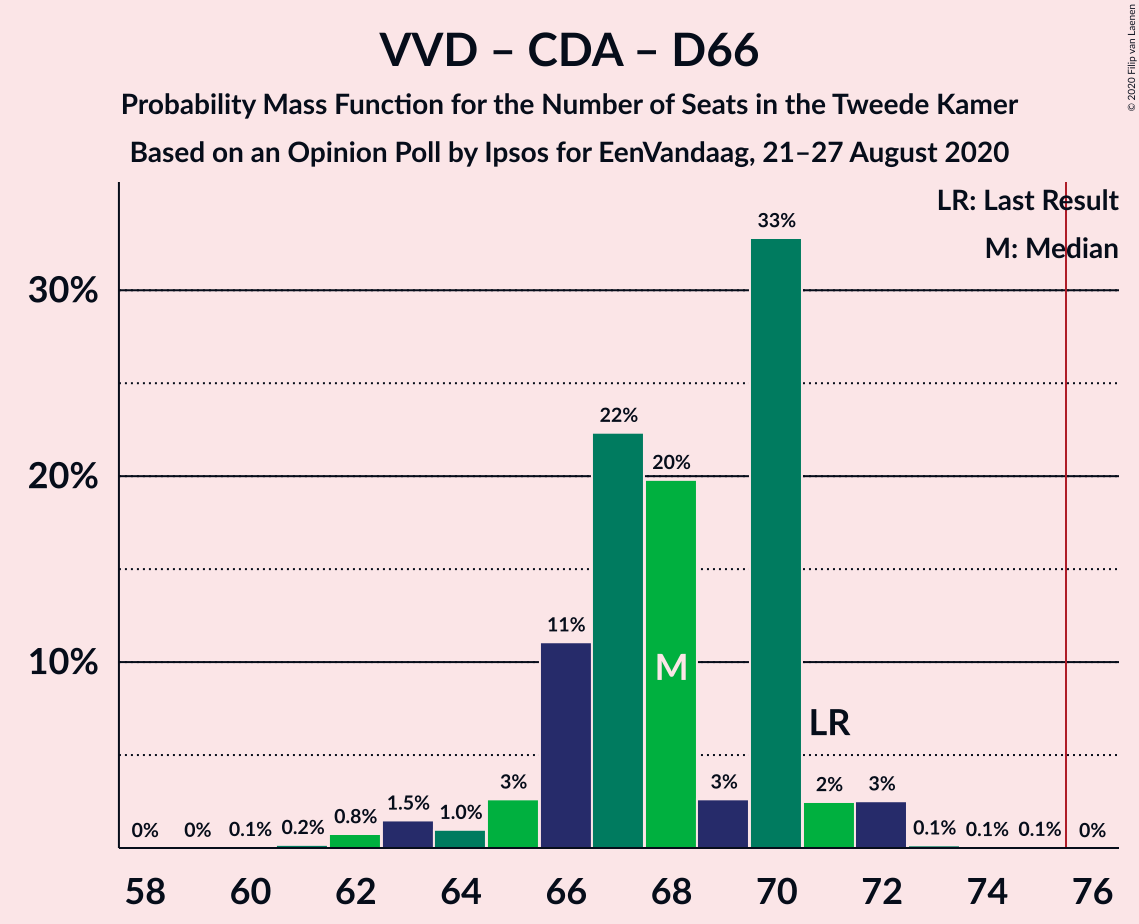 VVD – CDA – D66
Probability Mass Function for the Number of Seats in the Tweede Kamer
Based on an Opinion Poll by Ipsos for EenVandaag, 21–27 August 2020
© 2020 Filip van Laenen
LR: Last Result
M: Median
30%
20%
10%
0% 0% 0.1% 0.2% 0.8% 1.5% 1.0% 3% 11% 22% 20% 3% 33% 2% 3% 0.1% 0.1% 0.1% 0%
M
LR
58 60 62 64 66 68 70 72 74 76